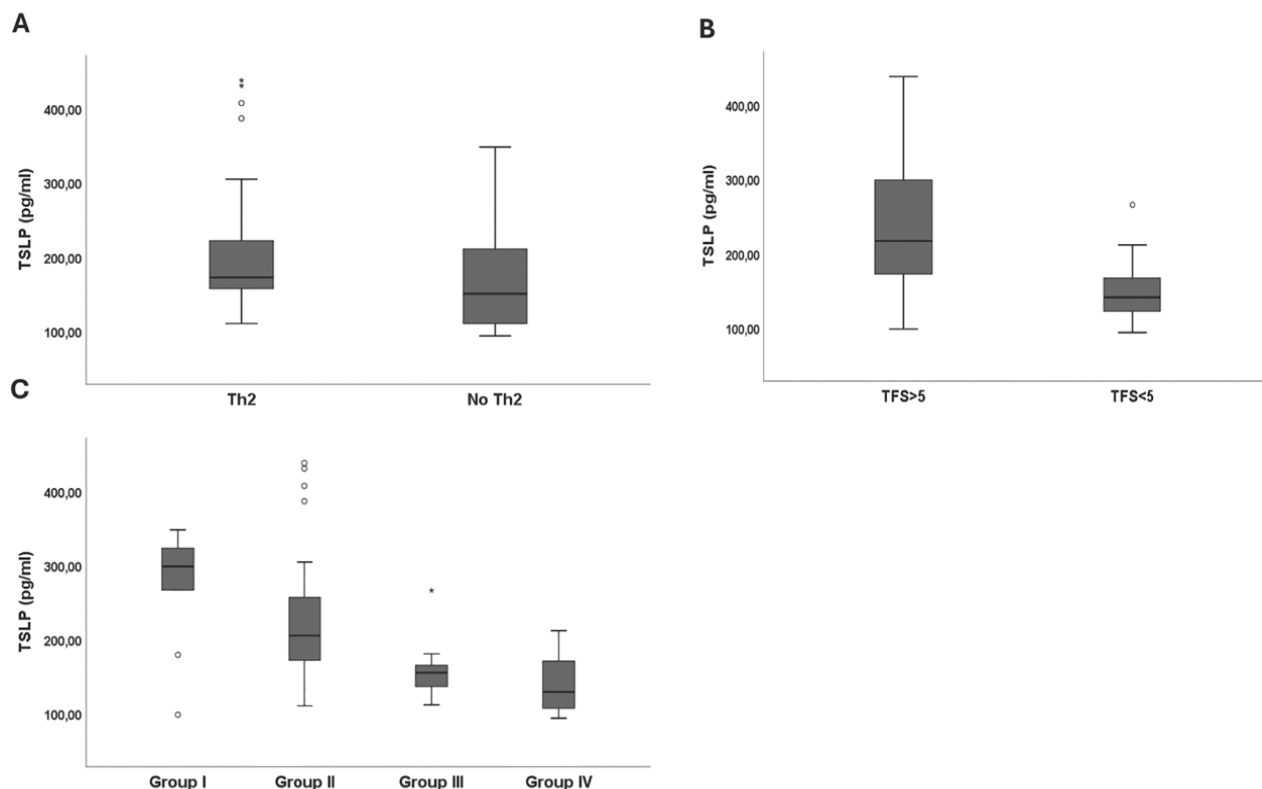 A
TSLP (pg/ml)
400,00
300,00
200,00
100,00
Th2 No Th2
B
TSLP (pg/ml)
400,00
300,00
200,00
100,00
TFS>5 TFS<5
C
TSLP (pg/ml)
400,00
300,00
200,00
100,00
Group I Group II Group III Group IV